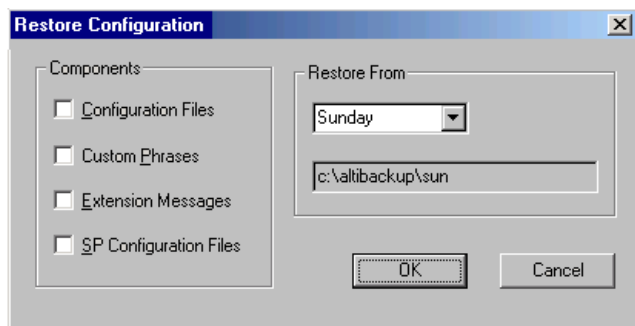 Restore Configuration
Components
Configuration Files
Custom Phrases
Extension Messages
SP Configuration Files
Restore From
Sunday
c:\altibackup\sun
OK
Cancel